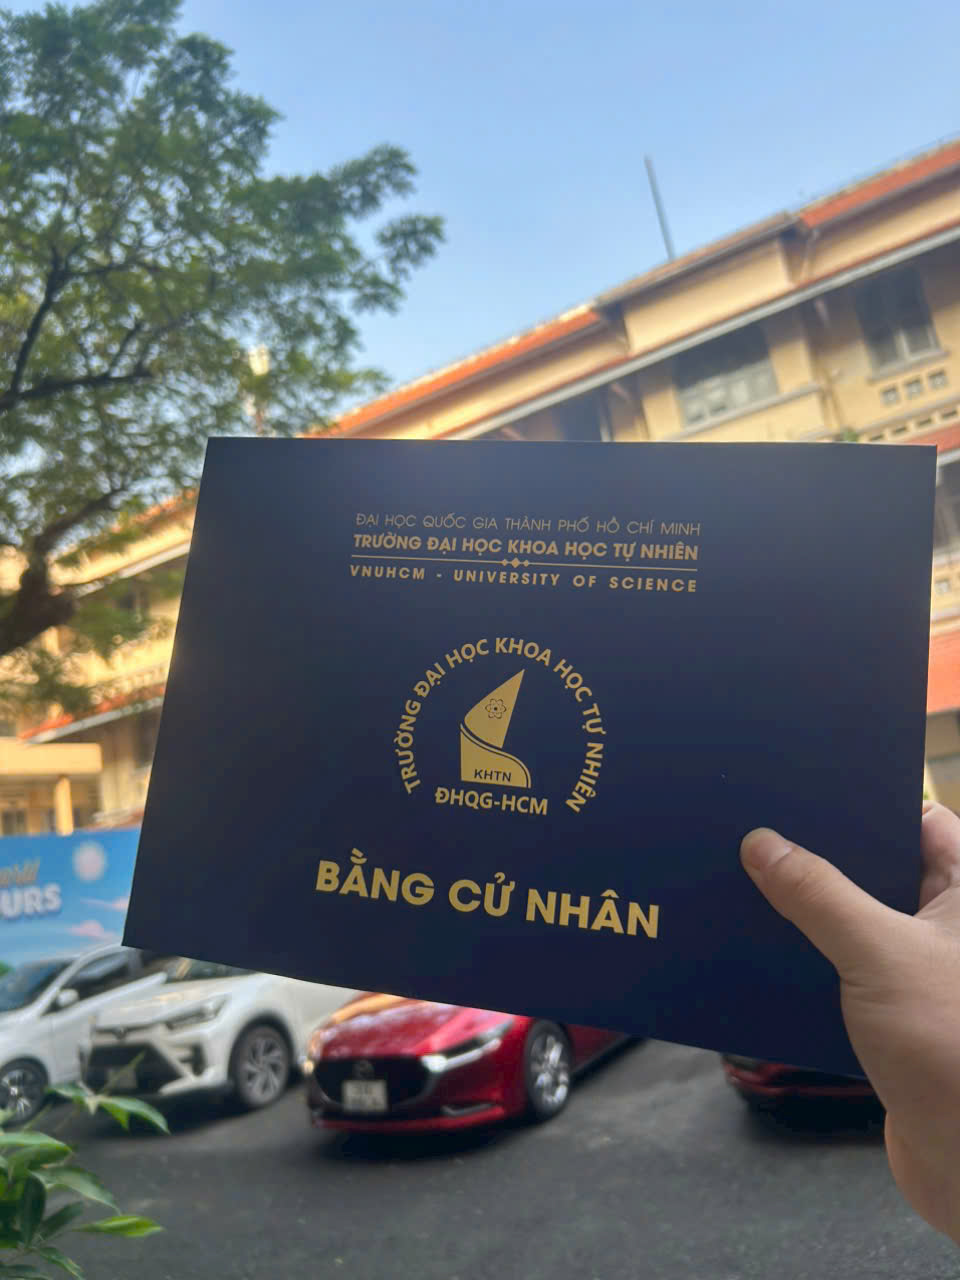 ĐẠI HỌC QUỐC GIA THÀNH PHỐ HỒ CHÍ MINH
TRƯỜNG ĐẠI HỌC KHOA HỌC TỰ NHIÊN
VNUHCM - UNIVERSITY OF SCIENCE
TRƯỜNG ĐẠI HỌC KHOA HỌC TỰ NHIÊN
KHTN
ĐHQG-HCM
BẰNG CỬ NHÂN
URS